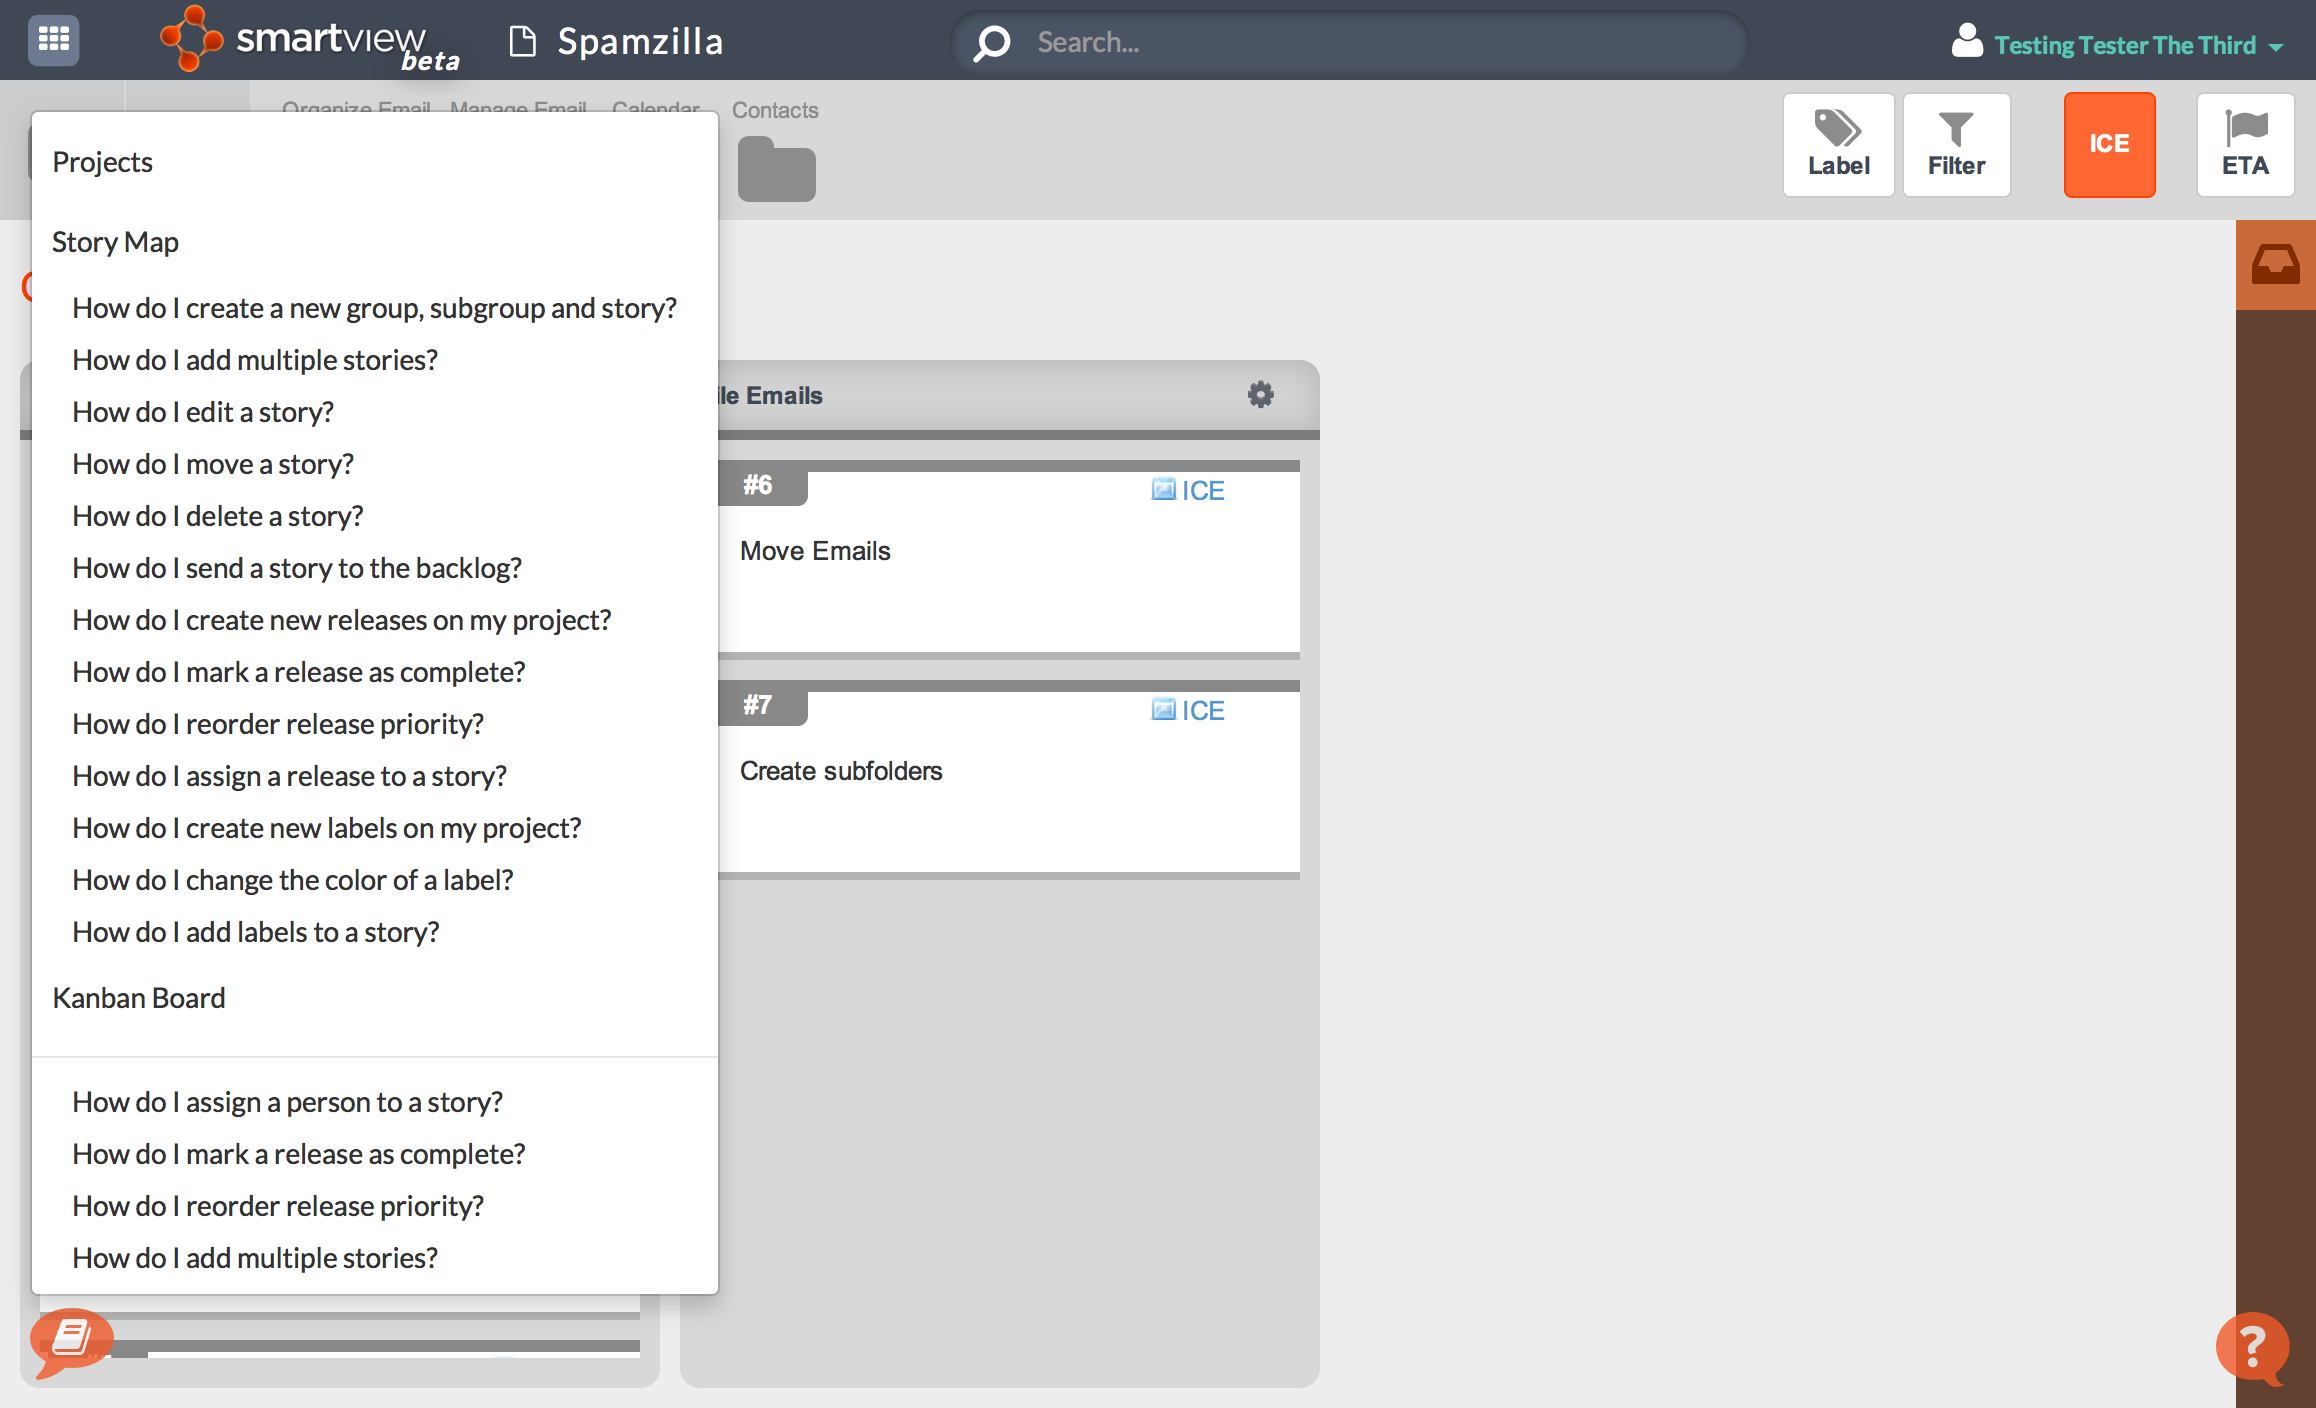 smartview
beta
Spamzilla
Search...
Testing Tester The Third
Organize Email
Manage Email
Calendar
Contacts
Label
Filter
ICE
ETA
Projects
Story Map
How do I create a new group, subgroup and story?
How do I add multiple stories?
How do I edit a story?
How do I move a story?
How do I delete a story?
How do I send a story to the backlog?
How do I create new releases on my project?
How do I mark a release as complete?
How do I reorder release priority?
How do I assign a release to a story?
How do I create new labels on my project?
How do I change the color of a label?
How do I add labels to a story?
Kanban Board
How do I assign a person to a story?
How do I mark a release as complete?
How do I reorder release priority?
How do I add multiple stories?
Emails
#6
ICE
Move Emails
#7
ICE
Create subfolders
?